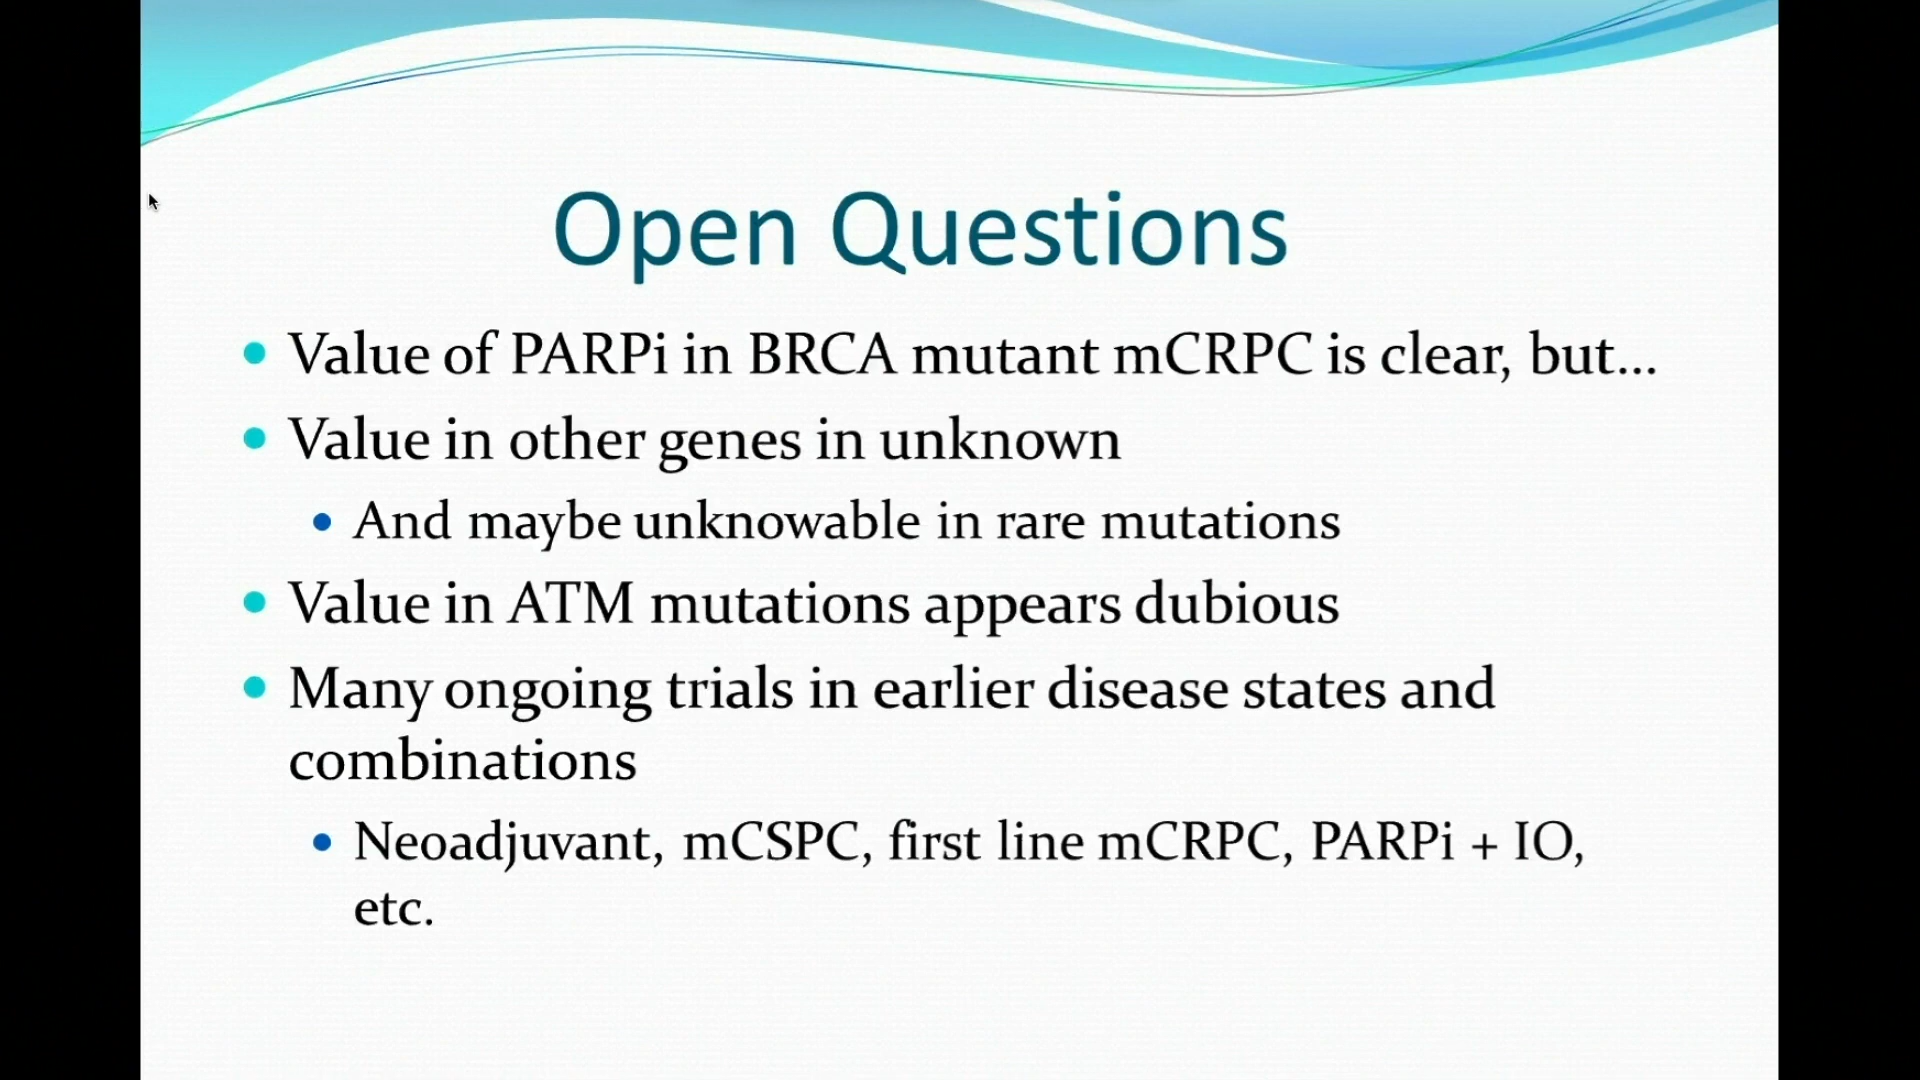 Open Questions
Value of PARPi in BRCA mutant mCRPC is clear, but...
Value in other genes in unknown
And maybe unknowable in rare mutations
Value in ATM mutations appears dubious
Many ongoing trials in earlier disease states and
combinations
Neoadjuvant, mCSPC, first line mCRPC, PARPi + IO,
etc.